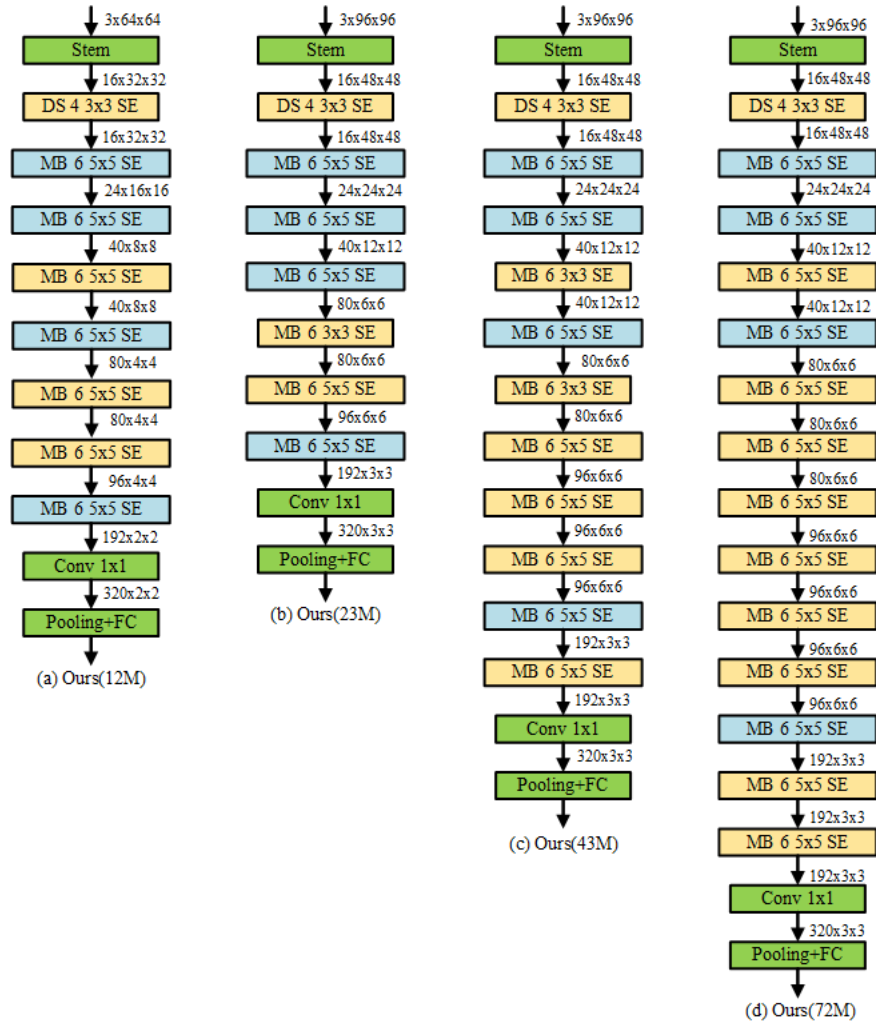 3x64x64
Stem
16x32x32
DS 4 3x3 SE
16x32x32
MB 6 5x5 SE
24x16x16
MB 6 5x5 SE
40x8x8
MB 6 5x5 SE
40x8x8
MB 6 5x5 SE
80x4x4
MB 6 5x5 SE
80x4x4
MB 6 5x5 SE
96x4x4
MB 6 5x5 SE
192x2x2
Conv 1x1
320x2x2
Pooling+FC
(a) Ours(12M)
3x96x96
Stem
16x48x48
DS 4 3x3 SE
16x48x48
MB 6 5x5 SE
24x24x24
MB 6 5x5 SE
40x12x12
MB 6 5x5 SE
80x6x6
MB 6 3x3 SE
80x6x6
MB 6 5x5 SE
96x6x6
MB 6 5x5 SE
192x3x3
Conv 1x1
320x3x3
Pooling+FC
(b) Ours(23M)
3x96x96
Stem
16x48x48
DS 4 3x3 SE
16x48x48
MB 6 5x5 SE
24x24x24
MB 6 5x5 SE
40x12x12
MB 6 3x3 SE
40x12x12
MB 6 5x5 SE
80x6x6
MB 6 3x3 SE
80x6x6
MB 6 5x5 SE
96x6x6
MB 6 5x5 SE
96x6x6
MB 6 5x5 SE
96x6x6
MB 6 5x5 SE
192x3x3
MB 6 5x5 SE
192x3x3
Conv 1x1
320x3x3
Pooling+FC
(c) Ours(43M)
3x96x96
Stem
16x48x48
DS 4 3x3 SE
16x48x48
MB 6 5x5 SE
24x24x24
MB 6 5x5 SE
40x12x12
MB 6 5x5 SE
40x12x12
MB 6 5x5 SE
80x6x6
MB 6 5x5 SE
80x6x6
MB 6 5x5 SE
80x6x6
MB 6 5x5 SE
96x6x6
MB 6 5x5 SE
96x6x6
MB 6 5x5 SE
96x6x6
MB 6 5x5 SE
96x6x6
MB 6 5x5 SE
192x3x3
MB 6 5x5 SE
192x3x3
MB 6 5x5 SE
192x3x3
Conv 1x1
320x3x3
Pooling+FC
(d) Ours(72M)